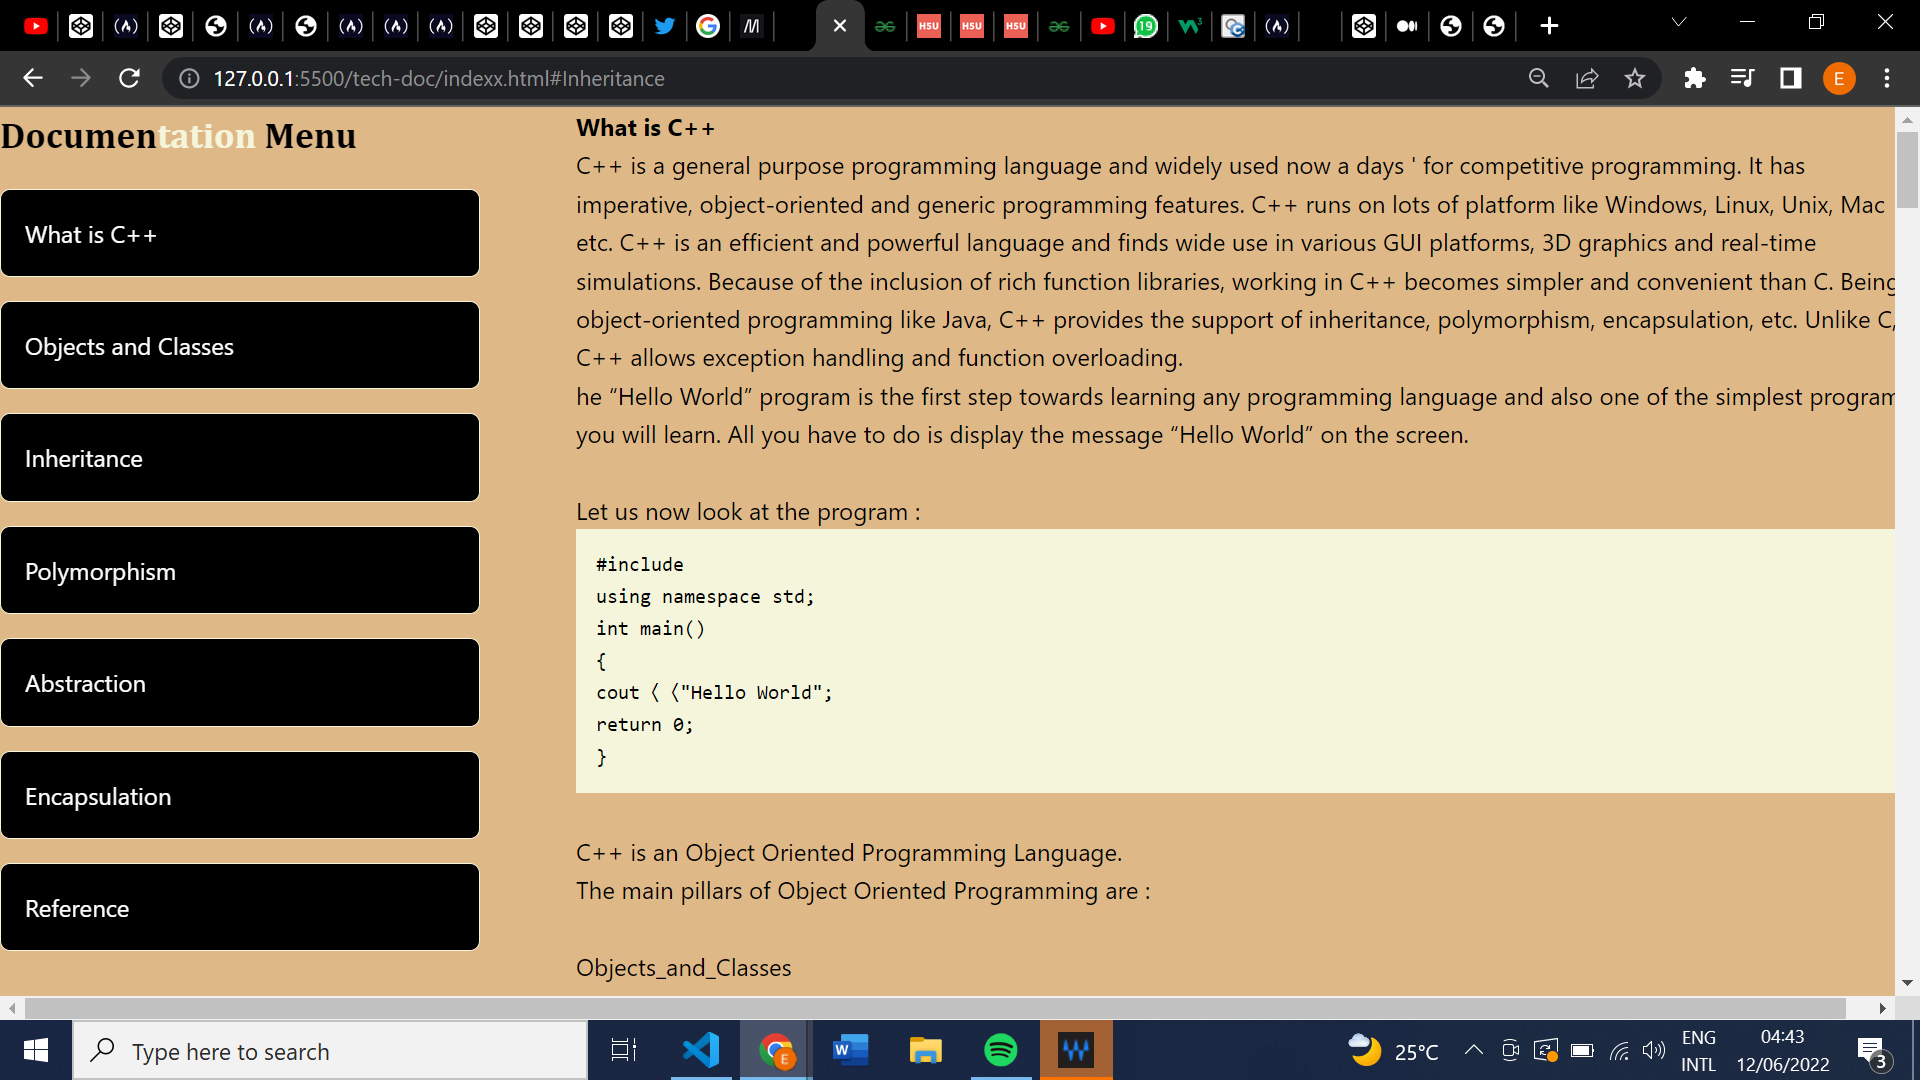 H5U H5U H5U 19
127.0.0.1:5500/tech-doc/indexx.html#Inheritance
E
Documentation Menu
What is C++
Objects and Classes
Inheritance
Polymorphism
Abstraction
Encapsulation
Reference
What is C++
C++ is a general purpose programming language and widely used now a days ' for competitive programming. It has
imperative, object-oriented and generic programming features. C++ runs on lots of platform like Windows, Linux, Unix, Mac
etc. C++ is an efficient and powerful language and finds wide use in various GUI platforms, 3D graphics and real-time
simulations. Because of the inclusion of rich function libraries, working in C++ becomes simpler and convenient than C. Being
object-oriented programming like Java, C++ provides the support of inheritance, polymorphism, encapsulation, etc. Unlike C,
C++ allows exception handling and function overloading.
he “Hello World” program is the first step towards learning any programming language and also one of the simplest program
you will learn. All you have to do is display the message “Hello World” on the screen.
Let us now look at the program :
#include
using namespace std;
int main()
{
cout 〈 〈"Hello World";
return 0;
}
C++ is an Object Oriented Programming Language.
The main pillars of Object Oriented Programming are :
Objects_and_Classes
Type here to search
25°C
ENG
INTL
04:43
12/06/2022
3